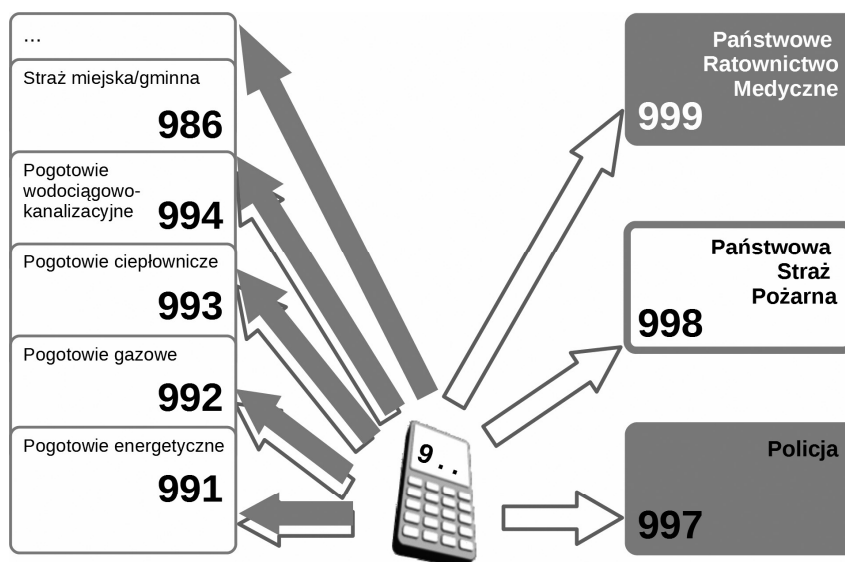 ...
Straż miejska/gminna
986
Pogotowie
wodociągowo-
kanalizacyjne
994
Pogotowie ciepłownicze
993
Pogotowie gazowe
992
Pogotowie energetyczne
991
9..
Państwowe
Ratownictwo
Medyczne
999
Państwowa
Straż
Pożarna
998
Policja
997